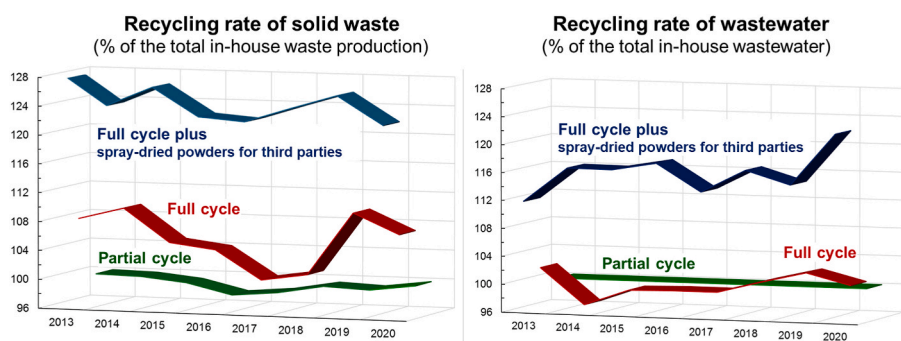 Recycling rate of solid waste
(% of the total in-house waste production)
128
124
120
116
112
108
104
100
96
Full cycle plus
spray-dried powders for third parties
Full cycle
Partial cycle
2013 2014 2015 2016 2017 2018 2019 2020
Recycling rate of wastewater
(% of the total in-house wastewater)
128
124
120
116
112
108
104
100
96
Full cycle plus
spray-dried powders for third parties
Partial cycle
Full cycle
2013 2014 2015 2016 2017 2018 2019 2020